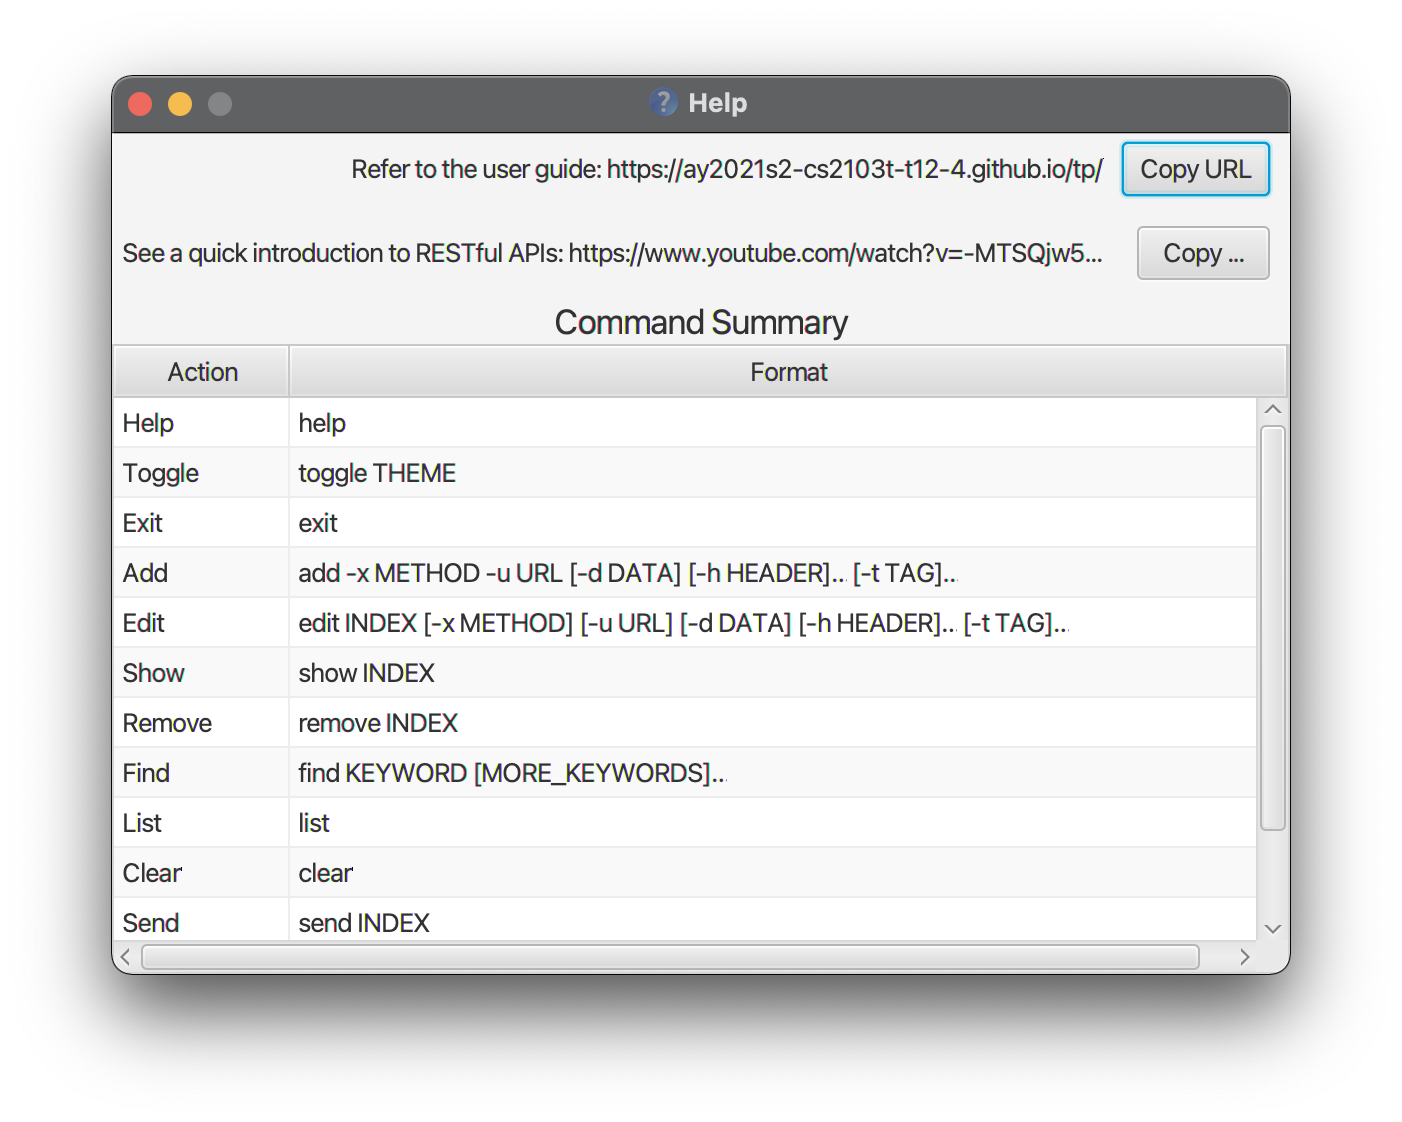 Help
Refer to the user guide: https://ay2021s2-cs2103t-t12-4.github.io/tp/ Copy URL
See a quick introduction to RESTful APIs: https://www.youtube.com/watch?v=-MTSQjw5... Copy ...
Command Summary
Action Format
Help help
Toggle toggle THEME
Exit exit
Add add -x METHOD -u URL [-d DATA] [-h HEADER]... [-t TAG]...
Edit edit INDEX [-x METHOD] [-u URL] [-d DATA] [-h HEADER]... [-t TAG]...
Show show INDEX
Remove remove INDEX
Find find KEYWORD [MORE_KEYWORDS]...
List list
Clear clear
Send send INDEX